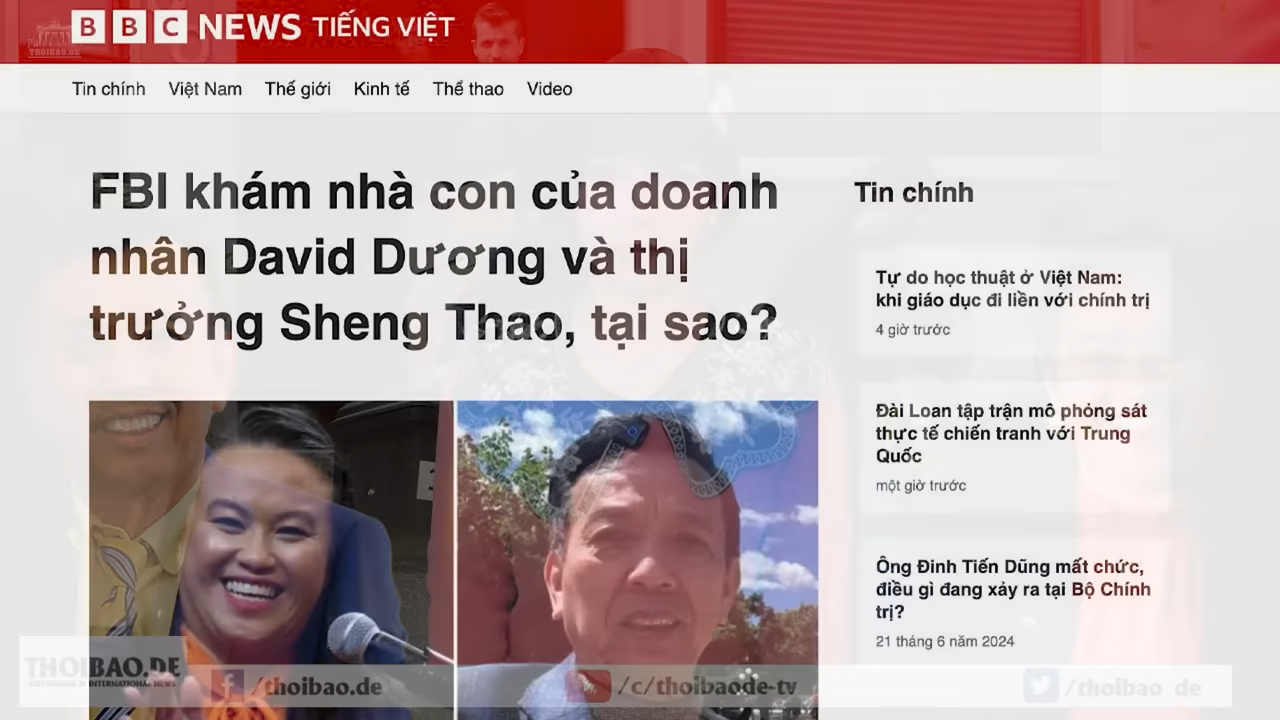 BBC NEWS TIẾNG VIỆT
THOIBAO.DE
Tin chính Việt Nam Thế giới Kinh tế Thể thao Video
FBI khám nhà con của doanh
nhân David Dương và thị
trưởng Sheng Thao, tại sao?
Tin chính
Tự do học thuật ở Việt Nam:
khi giáo dục đi liền với chính trị
4 giờ trước
Đài Loan tập trận mô phỏng sát
thực tế chiến tranh với Trung
Quốc
một giờ trước
Ông Đinh Tiến Dũng mất chức,
điều gì đang xảy ra tại Bộ Chính
trị?
21 tháng 6 năm 2024
THOIBAO.DE
/thoibao.de /c/thoibaode-tv /thoibao_de